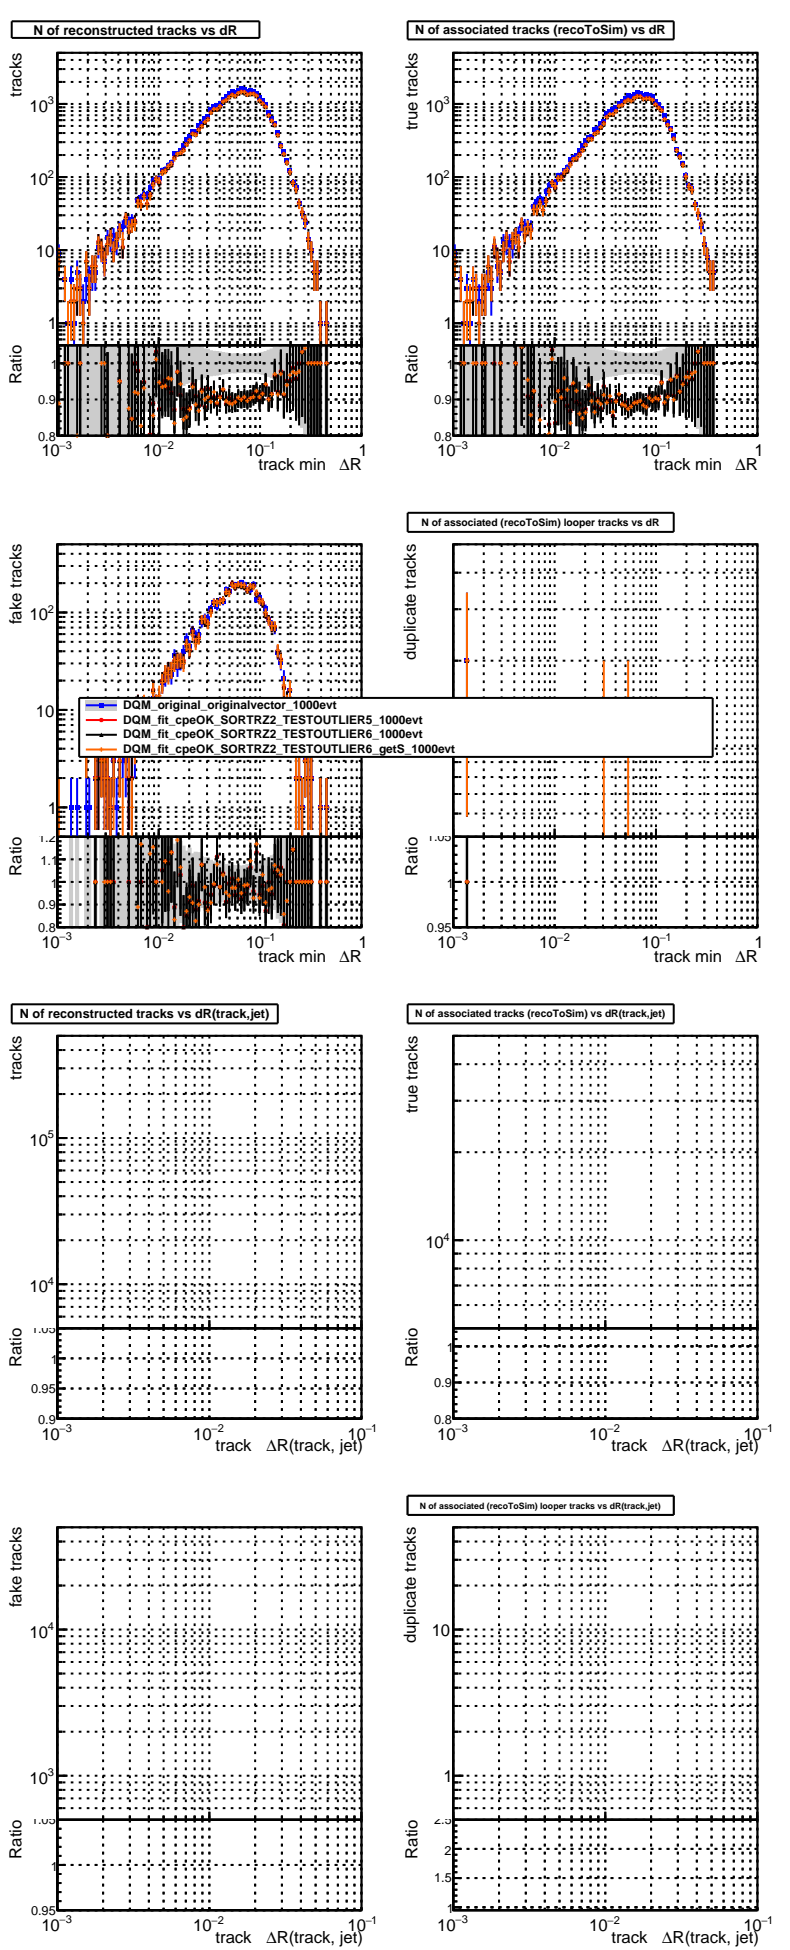 N of reconstructed tracks vs dR
N of associated tracks (recoToSim) vs dR
tracks
10³
10²
10
1
Ratio
1
0.9
0.8
10⁻³
10⁻²
10⁻¹
1
track min ΔR
true tracks
10³
10²
10
1
Ratio
1
0.9
0.8
10⁻³
10⁻²
10⁻¹
1
track min ΔR
N of associated (recoToSim) looper tracks vs dR
fake tracks
10²
10
1
Ratio
1.2
1.1
1
0.9
0.8
10⁻³
10⁻²
10⁻¹
1
track min ΔR
duplicate tracks
Ratio
1.05
1
0.95
10⁻³
10⁻²
10⁻¹
1
track min ΔR
DQM_original_originalvector_1000evt
DQM_fit_cpeOK_SORTRZ2_TESTOUTLIER5_1000evt
DQM_fit_cpeOK_SORTRZ2_TESTOUTLIER6_1000evt
DQM_fit_cpeOK_SORTRZ2_TESTOUTLIER6_getS_1000evt
N of reconstructed tracks vs dR(track,jet)
N of associated tracks (recoToSim) vs dR(track,jet)
tracks
10⁵
10⁴
Ratio
1.05
1
0.95
0.9
10⁻³
10⁻²
10⁻¹
track ΔR(track, jet)
true tracks
10⁴
Ratio
1
0.9
0.8
10⁻³
10⁻²
10⁻¹
track ΔR(track, jet)
N of associated (recoToSim) looper tracks vs dR(track,jet)
fake tracks
10⁴
10³
Ratio
1.05
1
0.95
10⁻³
10⁻²
10⁻¹
track ΔR(track, jet)
duplicate tracks
10
1
Ratio
2.5
2
1.5
1
10⁻³
10⁻²
10⁻¹
track ΔR(track, jet)